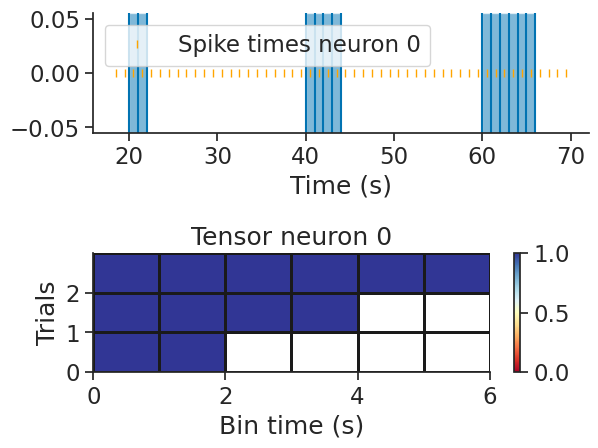 0.05
Spike times neuron 0
0.00
−0.05
20 30 40 50 60 70
Time (s)
Tensor neuron 0
Trials
2
1
0
0 2 4 6
Bin time (s)
1.0
0.5
0.0